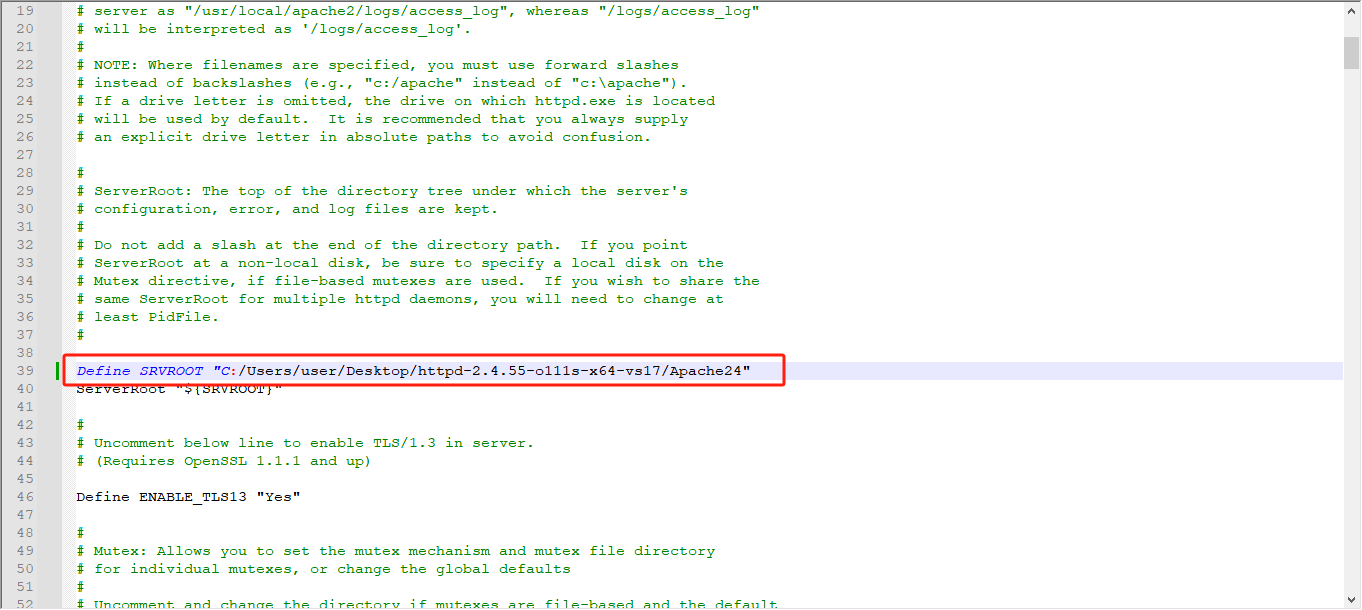 19 # server as "/usr/local/apache2/logs/access_log", whereas "/logs/access_log"
20 # will be interpreted as '/logs/access_log'.
21 #
22 # NOTE: Where filenames are specified, you must use forward slashes
23 # instead of backslashes (e.g., "c:/apache" instead of "c:\apache").
24 # If a drive letter is omitted, the drive on which httpd.exe is located
25 # will be used by default.  It is recommended that you always supply
26 # an explicit drive letter in absolute paths to avoid confusion.
27
28 #
29 # ServerRoot: The top of the directory tree under which the server's
30 # configuration, error, and log files are kept.
31 #
32 # Do not add a slash at the end of the directory path.  If you point
33 # ServerRoot at a non-local disk, be sure to specify a local disk on the
34 # Mutex directive, if file-based mutexes are used.  If you wish to share the
35 # same ServerRoot for multiple httpd daemons, you will need to change at
36 # least PidFile.
37 #
38
39 Define SRVROOT "C:/Users/user/Desktop/httpd-2.4.55-o111s-x64-vs17/Apache24"
40 ServerRoot "${SRVROOT}"
41
42 #
43 # Uncomment below line to enable TLS/1.3 in server.
44 # (Requires OpenSSL 1.1.1 and up)
45
46 Define ENABLE_TLS13 "Yes"
47
48 #
49 # Mutex: Allows you to set the mutex mechanism and mutex file directory
50 # for individual mutexes, or change the global defaults
51 #
52 # Uncomment and change the directory if mutexes are file-based and the default